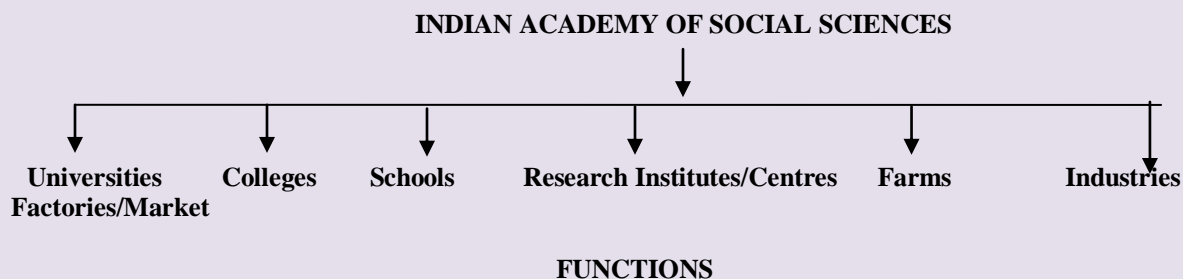 INDIAN ACADEMY OF SOCIAL SCIENCES
Universities Colleges Schools Research Institutes/Centres Farms Industries
Factories/Market
FUNCTIONS